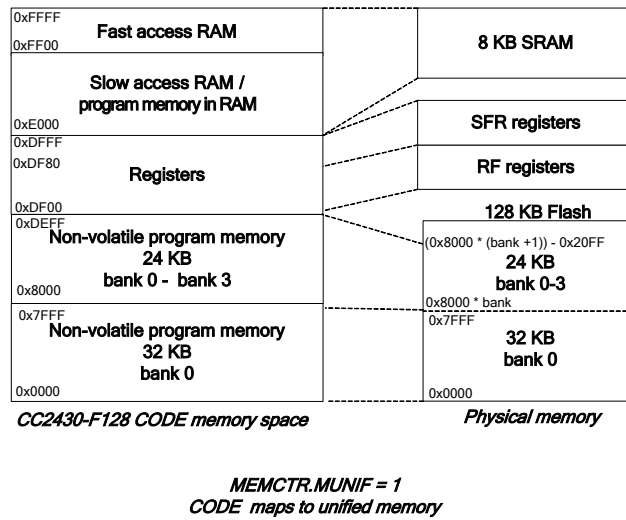 0xFFFF
Fast access RAM
0xFF00
Slow access RAM /
program memory in RAM
0xE000
0xDFFF
0xDF80
Registers
0xDF00
0xDEFF
Non-volatile program memory
24 KB
bank 0 - bank 3
0x8000
0x7FFF
Non-volatile program memory
32 KB
bank 0
0x0000
CC2430-F128 CODE memory space
8 KB SRAM
SFR registers
RF registers
128 KB Flash
(0x8000 * (bank +1)) - 0x20FF
24 KB
bank 0-3
0x8000 * bank
0x7FFF
32 KB
bank 0
0x0000
Physical memory
MEMCTR.MUNIF = 1
CODE maps to unified memory